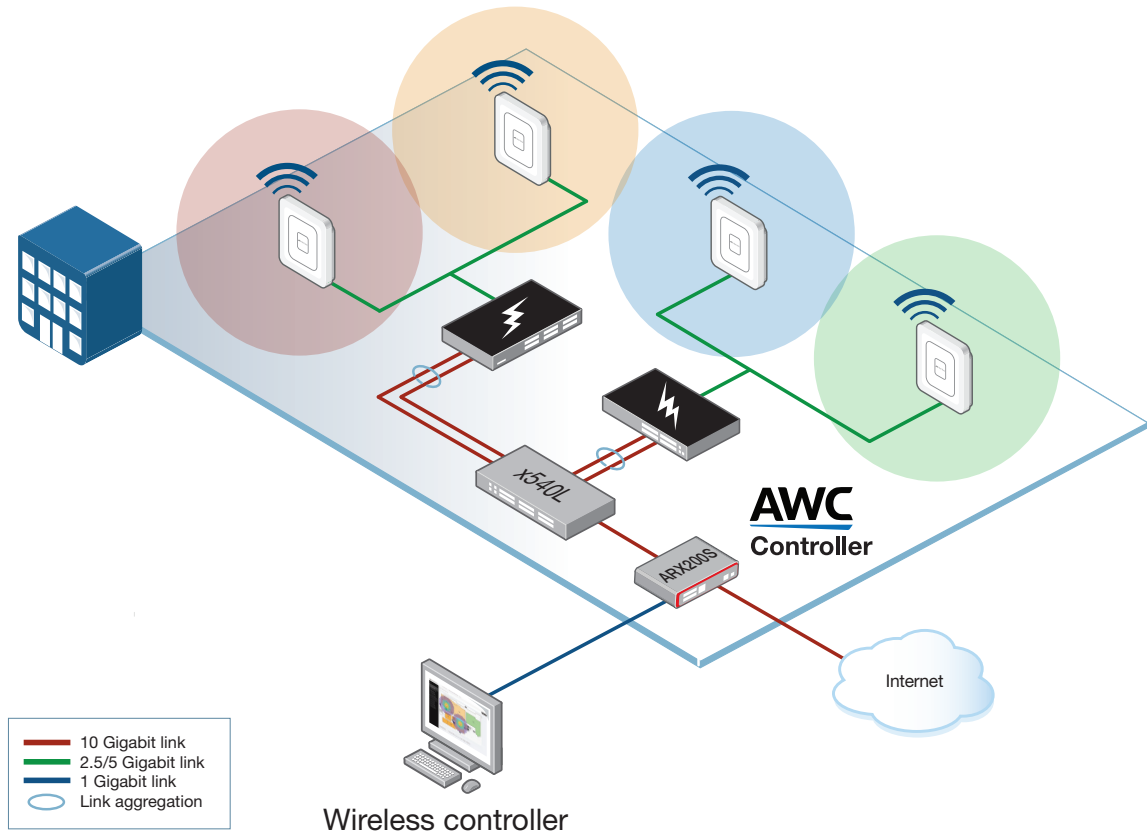 x540L
AWC
Controller
ARX200S
Internet
10 Gigabit link
2.5/5 Gigabit link
1 Gigabit link
Link aggregation
Wireless controller